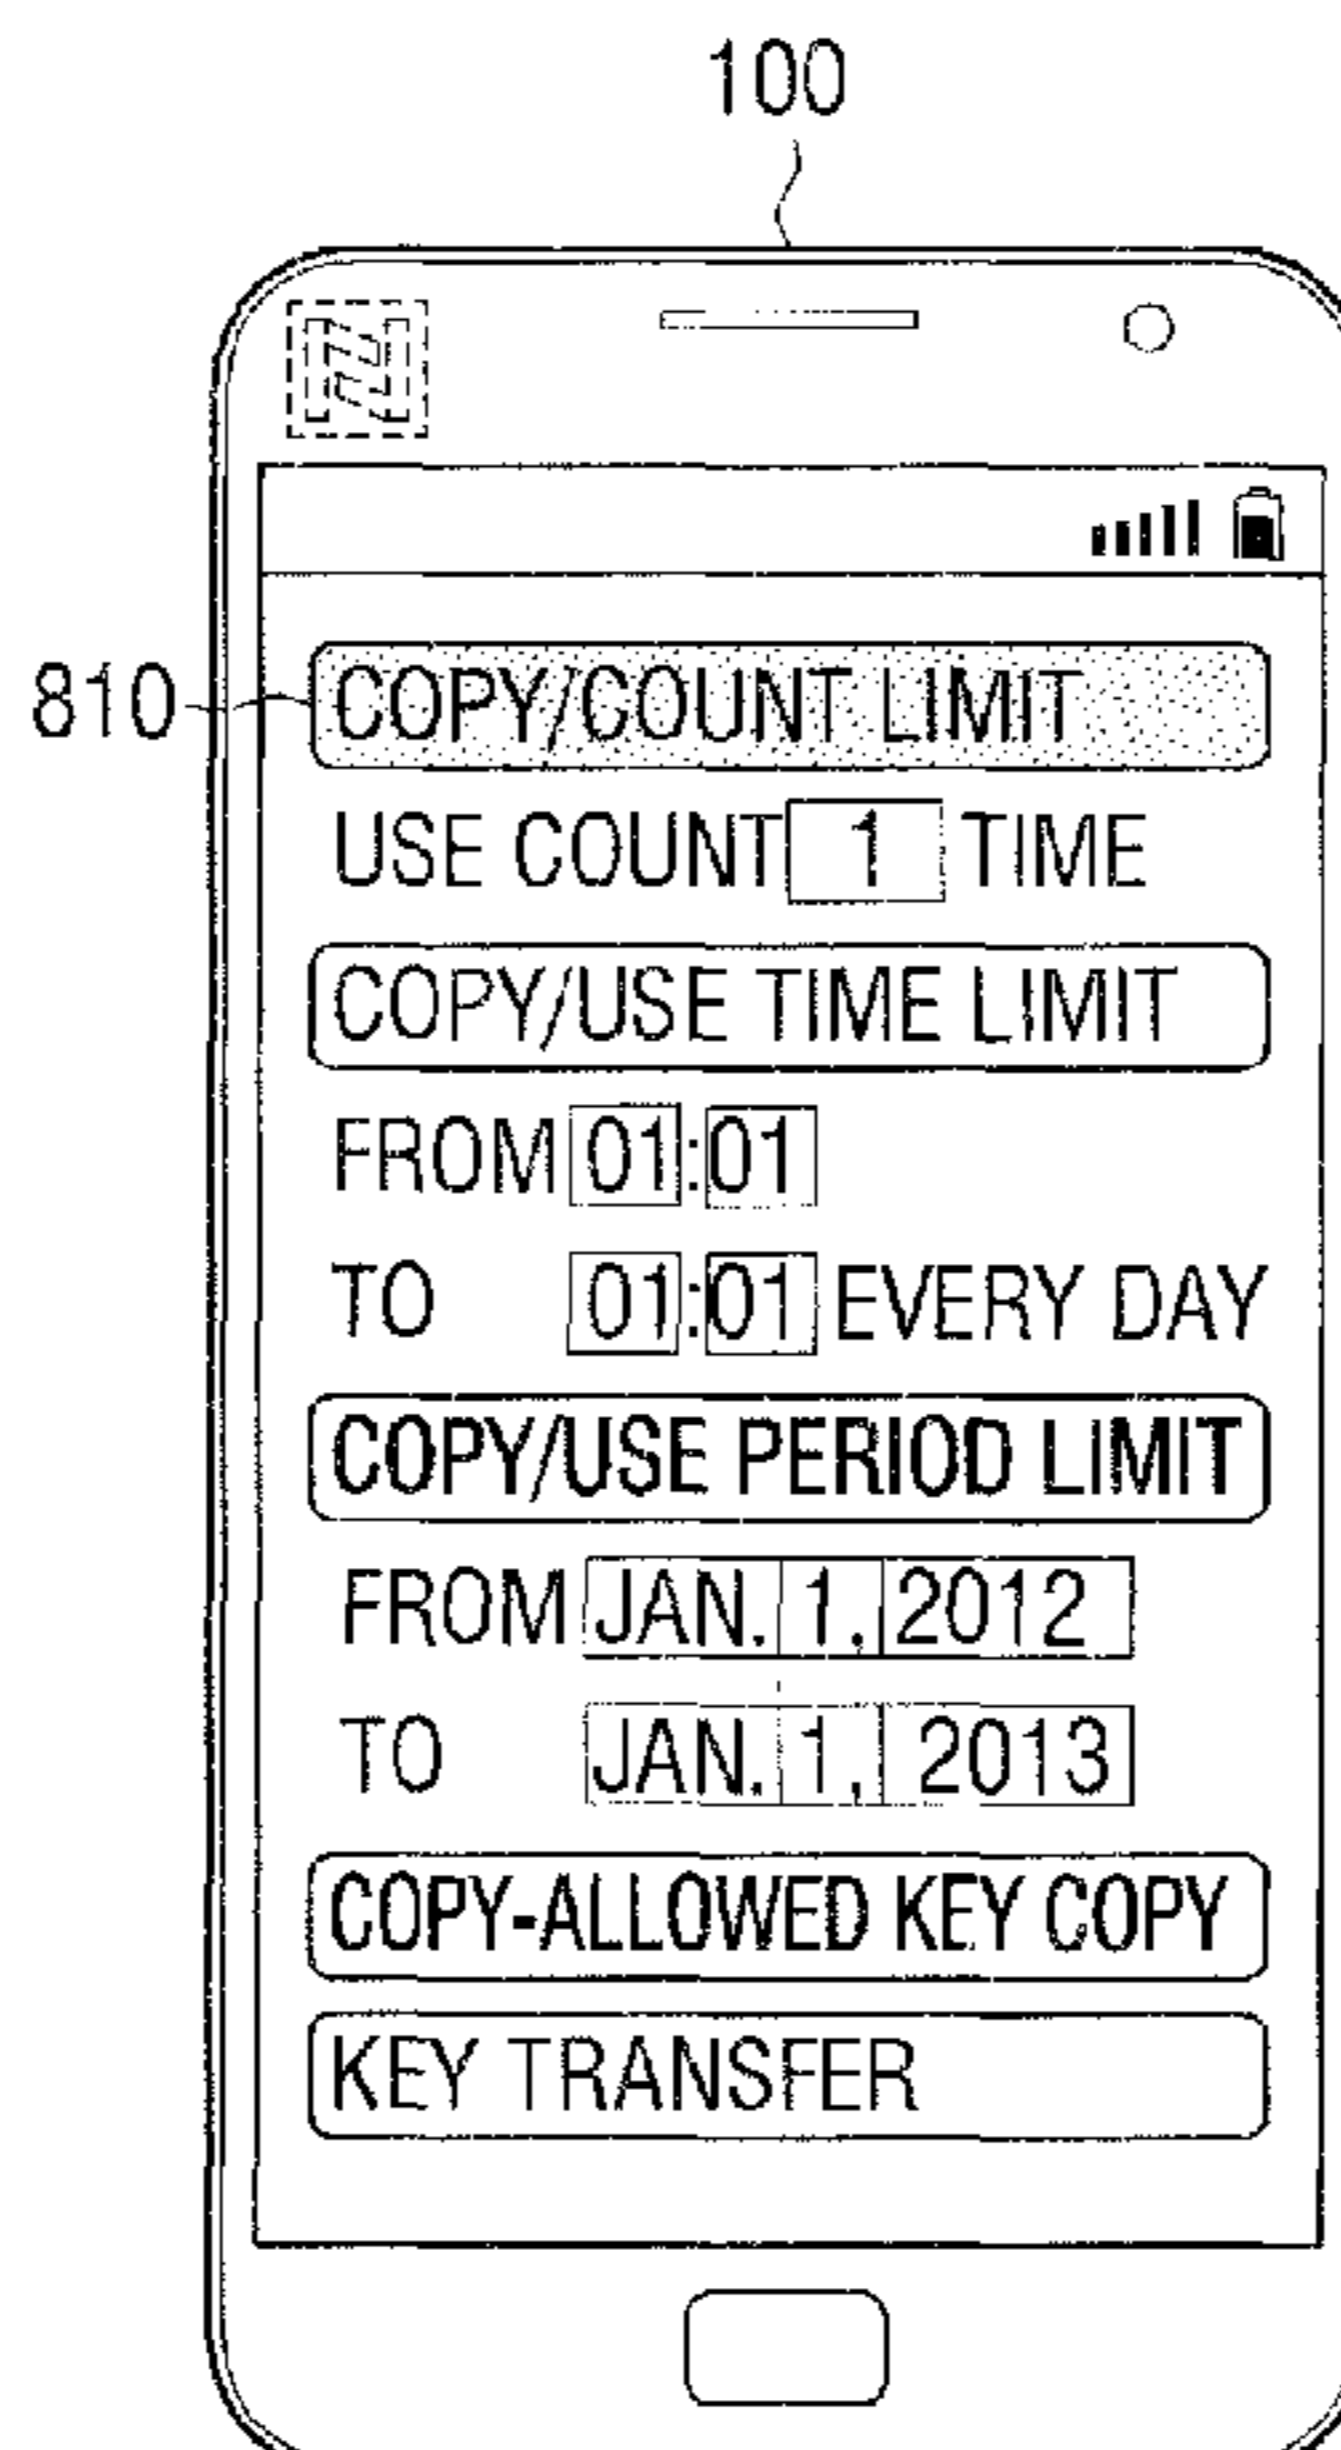 100
810
COPY/COUNT LIMIT
USE COUNT 1 TIME
COPY/USE TIME LIMIT
FROM 01:01
TO 01:01 EVERY DAY
COPY/USE PERIOD LIMIT
FROM JAN. 1, 2012
TO JAN. 1, 2013
COPY-ALLOWED KEY COPY
KEY TRANSFER